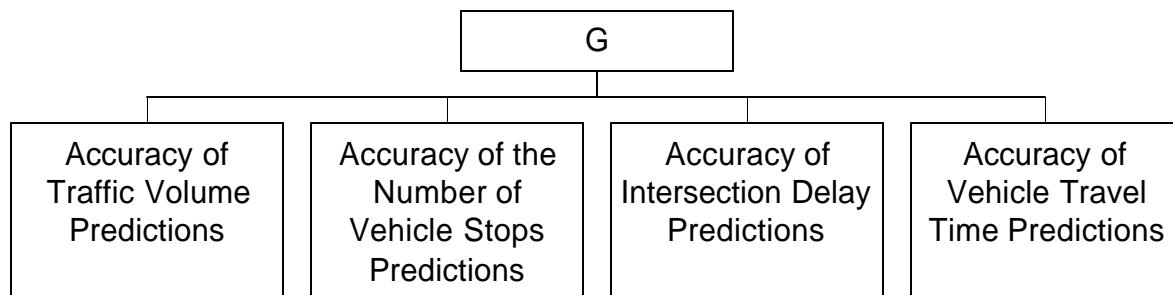 G
Accuracy of
Traffic Volume
Predictions
Accuracy of the
Number of
Vehicle Stops
Predictions
Accuracy of
Intersection Delay
Predictions
Accuracy of
Vehicle Travel
Time Predictions